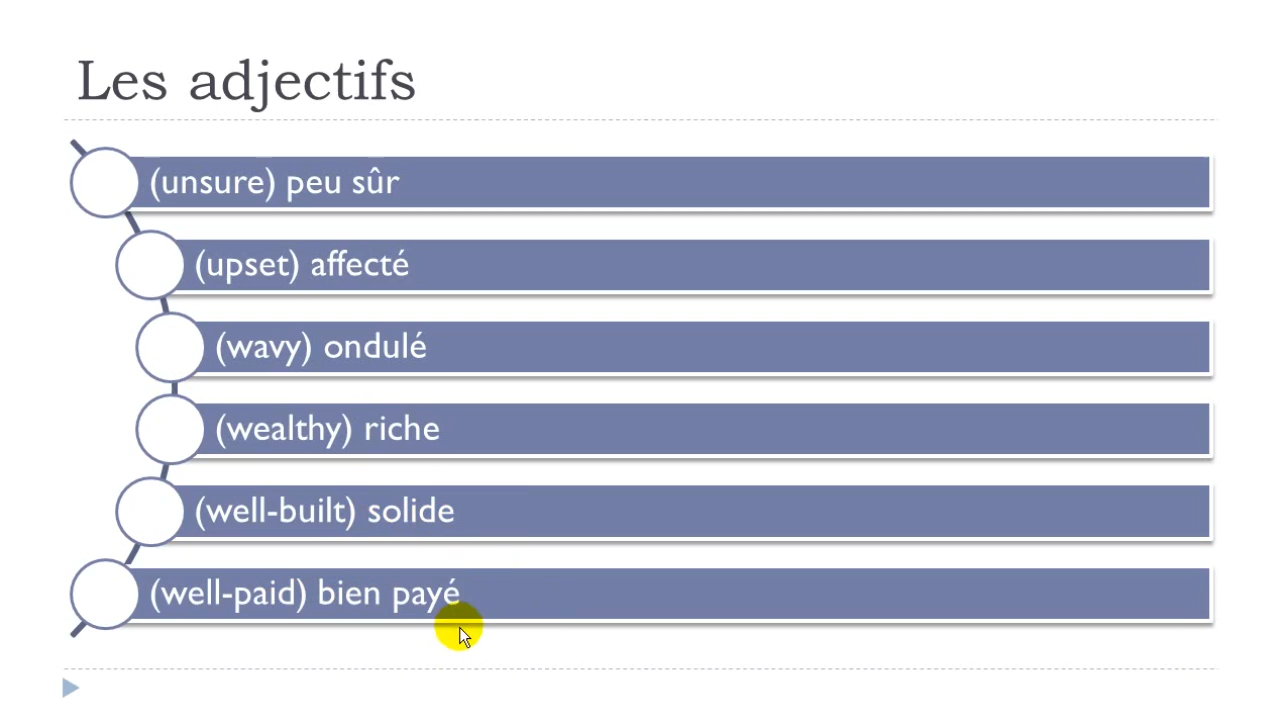 Les adjectifs
(unsure) peu sûr
(upset) affecté
(wavy) ondulé
(wealthy) riche
(well-built) solide
(well-paid) bien payé